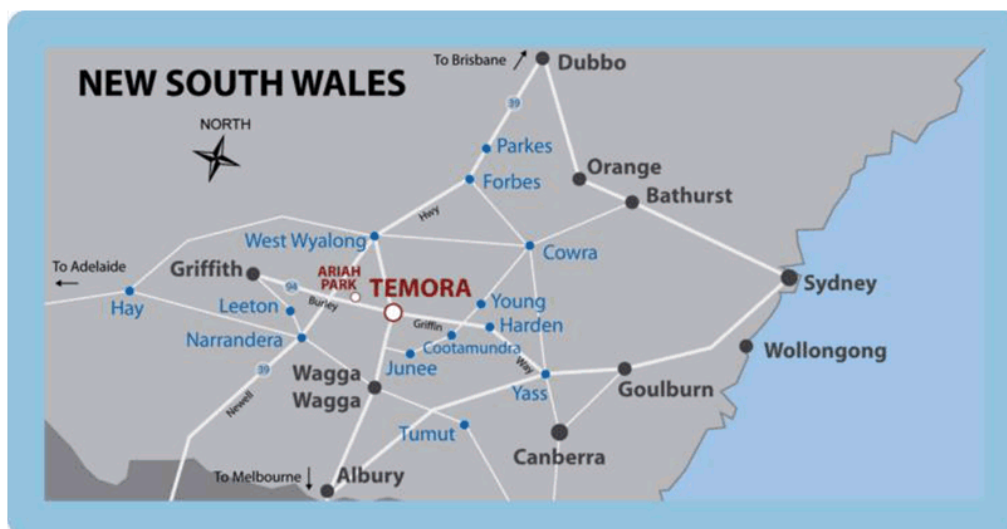 To Brisbane
Dubbo
NEW SOUTH WALES
39
NORTH
Parkes
Orange
Forbes
Bathurst
Hwy
West Wyalong
Cowra
To Adelaide
Griffith
ARIAH
PARK
TEMORA
Sydney
94
Hay
Leeton
Burley
Young
Griffin
Harden
Narrandera
Cootamundra
Wollongong
Junee
39
Wagga
Wagga
Way
Yass
Goulburn
Newell
Tumut
Canberra
To Melbourne
Albury